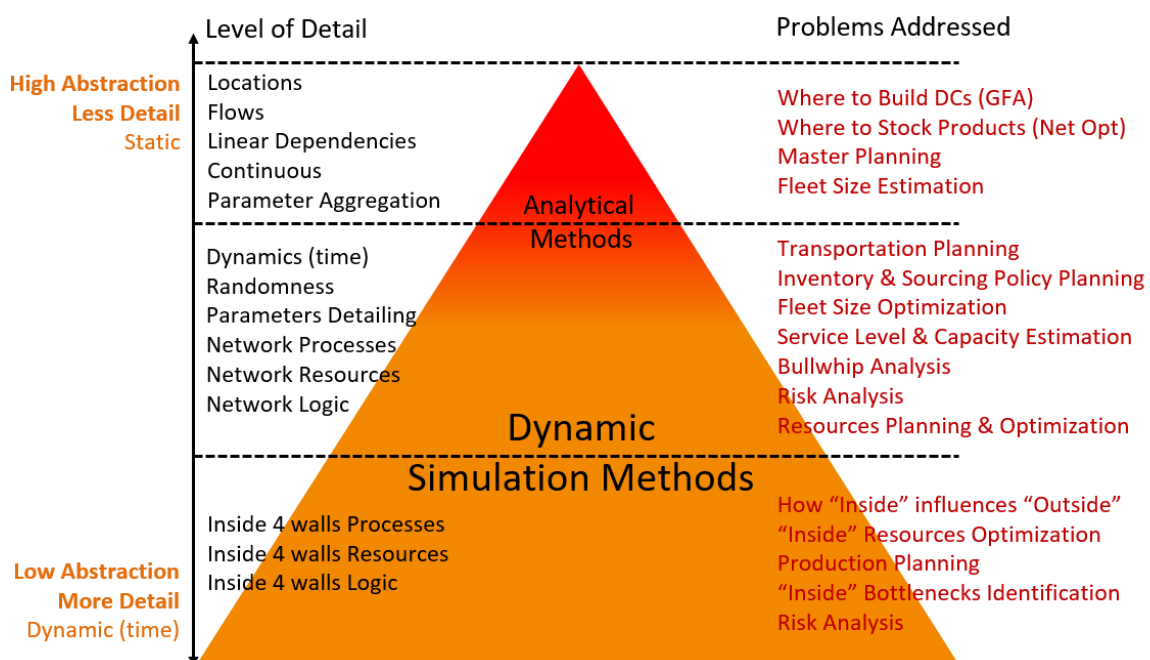 Level of Detail
Problems Addressed
High Abstraction
Less Detail
Static
Locations
Flows
Linear Dependencies
Continuous
Parameter Aggregation
Where to Build DCs (GFA)
Where to Stock Products (Net Opt)
Master Planning
Fleet Size Estimation
Analytical
Methods
Dynamics (time)
Randomness
Parameters Detailing
Network Processes
Network Resources
Network Logic
Transportation Planning
Inventory & Sourcing Policy Planning
Fleet Size Optimization
Service Level & Capacity Estimation
Bullwhip Analysis
Risk Analysis
Resources Planning & Optimization
Dynamic
Simulation Methods
Inside 4 walls Processes
Inside 4 walls Resources
Inside 4 walls Logic
How “Inside” influences “Outside”
“Inside” Resources Optimization
Production Planning
“Inside” Bottlenecks Identification
Risk Analysis
Low Abstraction
More Detail
Dynamic (time)